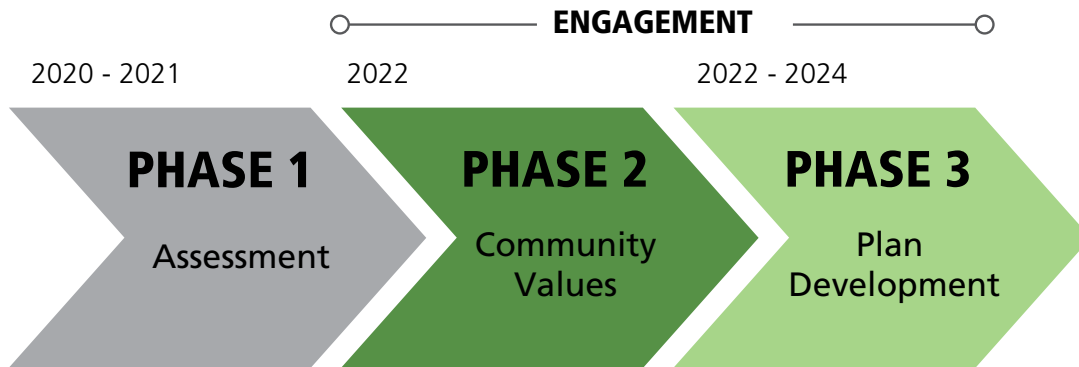 ENGAGEMENT
2020 - 2021
2022
2022 - 2024
PHASE 1
Assessment
PHASE 2
Community
Values
PHASE 3
Plan
Development